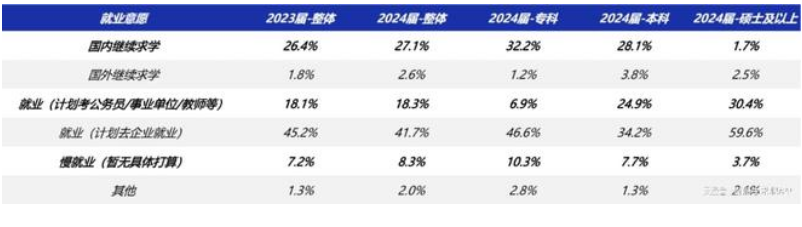 就业意愿 2023届-整体 2024届-整体 2024届-专科 2024届-本科 2024届-硕士及以上
国内继续求学 26.4% 27.1% 32.2% 28.1% 1.7%
国外继续求学 1.8% 2.6% 1.2% 3.8% 2.5%
就业（计划考公务员/事业单位/教师等） 18.1% 18.3% 6.9% 24.9% 30.4%
就业（计划去企业就业） 45.2% 41.7% 46.6% 34.2% 59.6%
慢就业（暂无具体打算） 7.2% 8.3% 10.3% 7.7% 3.7%
其他 1.3% 2.0% 2.8% 1.3%